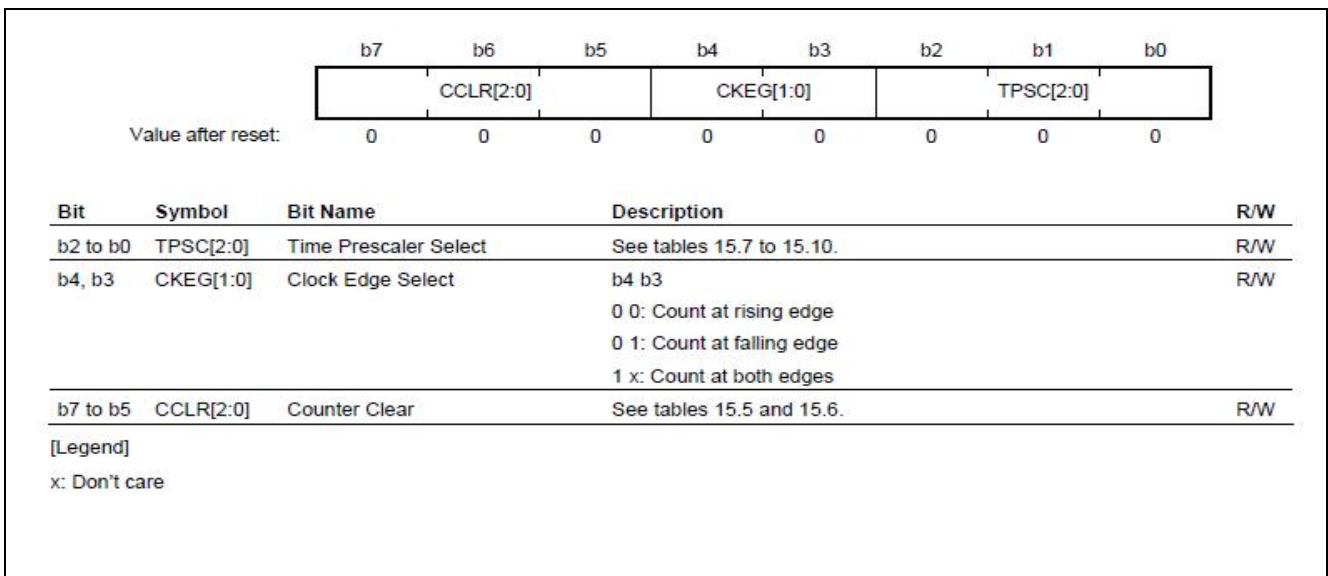 b7 b6 b5 b4 b3 b2 b1 b0
CCLR[2:0] CKEG[1:0] TPSC[2:0]
Value after reset: 0 0 0 0 0 0 0 0
Bit Symbol Bit Name Description R/W
b2 to b0 TPSC[2:0] Time Prescaler Select See tables 15.7 to 15.10. R/W
b4, b3 CKEG[1:0] Clock Edge Select b4 b3 R/W
0 0: Count at rising edge
0 1: Count at falling edge
1 x: Count at both edges
b7 to b5 CCLR[2:0] Counter Clear See tables 15.5 and 15.6. R/W
[Legend]
x: Don't care